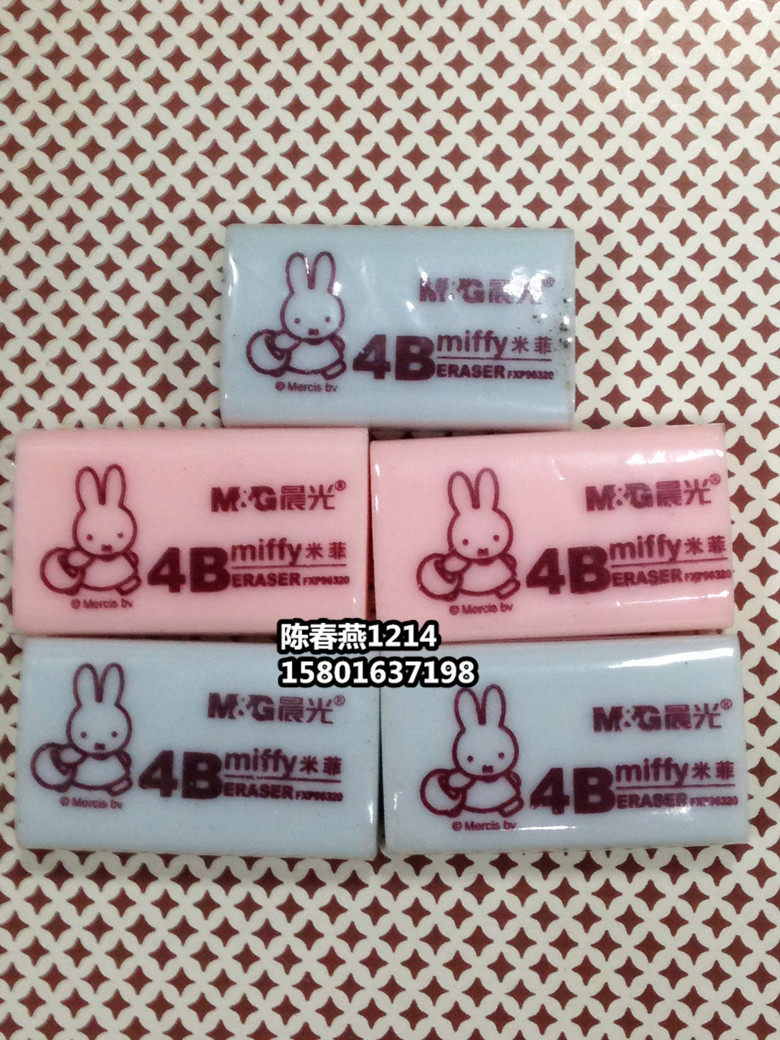 M&G晨光®
4B miffy米菲
ERASER FXP96320
© Mercis bv
M&G晨光®
4B miffy米菲
ERASER FXP96320
© Mercis bv
M&G晨光®
4B miffy米菲
ERASER FXP96320
© Mercis bv
陈春燕1214
15801637198
M&G晨光®
4B miffy米菲
ERASER FXP96320
© Mercis bv
M&G晨光®
4B miffy米菲
ERASER FXP96320
© Mercis bv